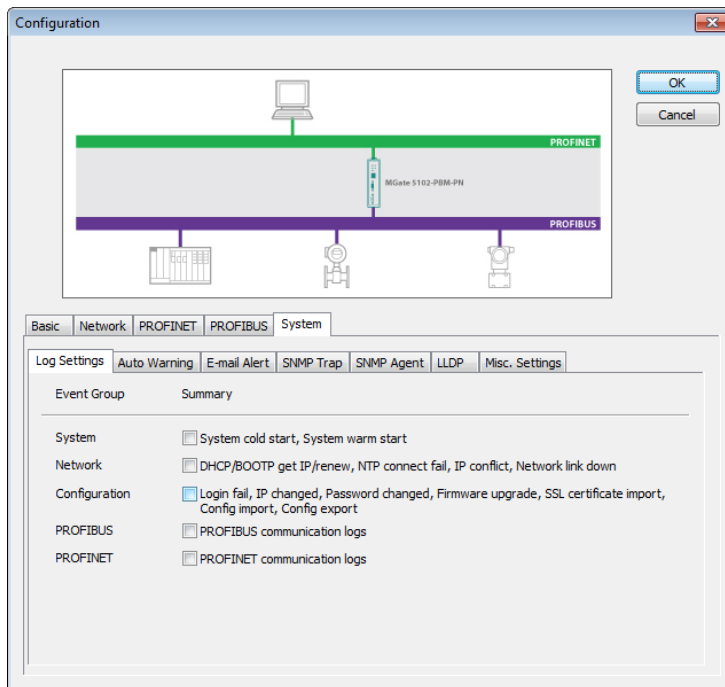 Configuration
OK
Cancel
PROFINET
MGate 5102-PBM-PN
PROFIBUS
Basic Network PROFINET PROFIBUS System
Log Settings Auto Warning E-mail Alert SNMP Trap SNMP Agent LLDP Misc. Settings
Event Group Summary
System System cold start, System warm start
Network DHCP/BOOTP get IP/renew, NTP connect fail, IP conflict, Network link down
Configuration Login fail, IP changed, Password changed, Firmware upgrade, SSL certificate import,
Config import, Config export
PROFIBUS PROFIBUS communication logs
PROFINET PROFINET communication logs